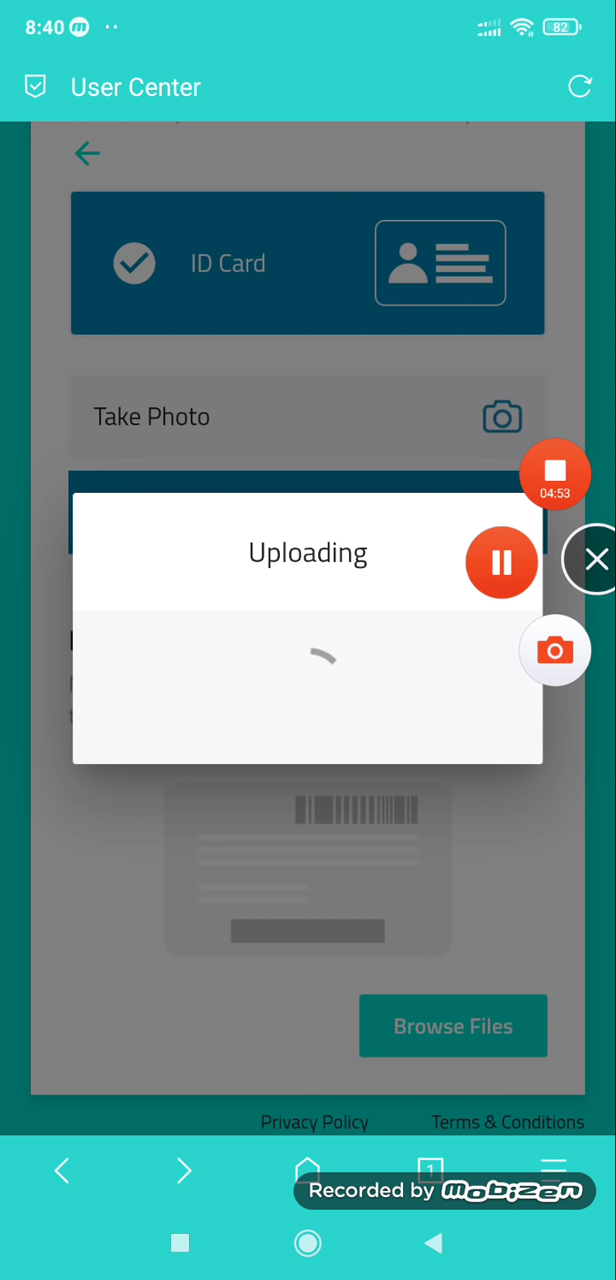 8:40
82
User Center
ID Card
Take Photo
04:53
Uploading
Browse Files
Privacy Policy
Terms & Conditions
1
Recorded by mobizen